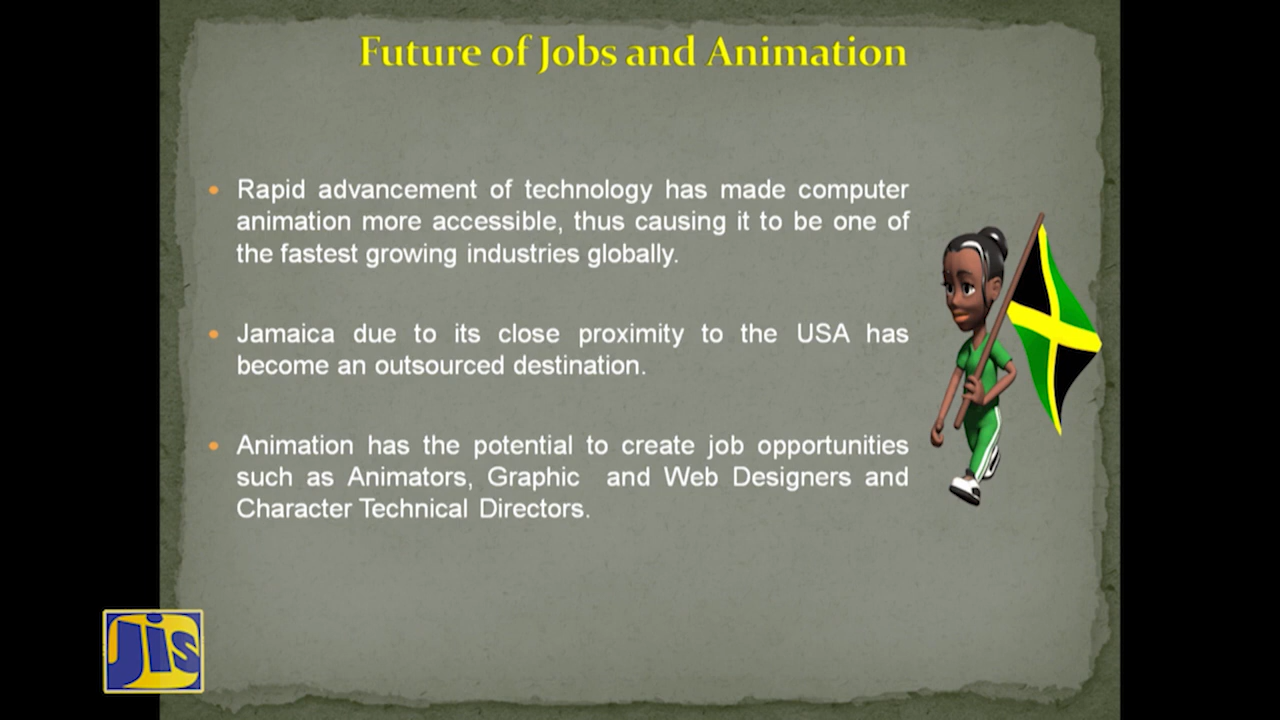 Future of Jobs and Animation
Rapid advancement of technology has made computer
animation more accessible, thus causing it to be one of
the fastest growing industries globally.
Jamaica due to its close proximity to the USA has
become an outsourced destination.
Animation has the potential to create job opportunities
such as Animators, Graphic and Web Designers and
Character Technical Directors.
Jis